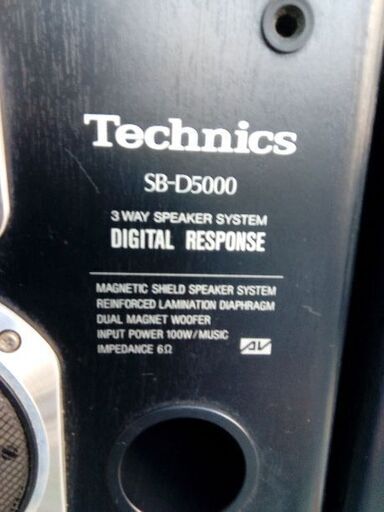 Technics
SB-D5000
3 WAY SPEAKER SYSTEM
DIGITAL RESPONSE
MAGNETIC SHIELD SPEAKER SYSTEM
REINFORCED LAMINATION DIAPHRAGM
DUAL MAGNET WOOFER
INPUT POWER 100W/MUSIC
IMPEDANCE 6Ω
AV